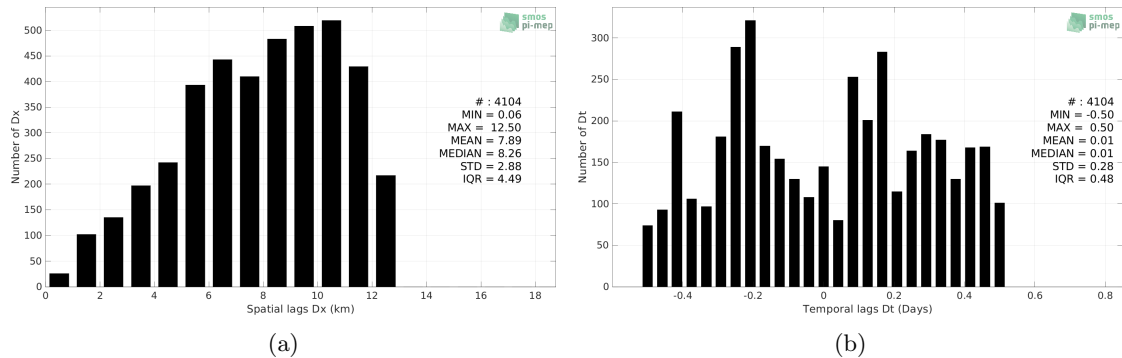 500
450
400
350
300
250
200
150
100
50
0
Number of Dx
0 2 4 6 8 10 12 14 16 18
Spatial lags Dx (km)
smos
pi-mep
# : 4104
MIN = 0.06
MAX = 12.50
MEAN = 7.89
MEDIAN = 8.26
STD = 2.88
IQR = 4.49
(a)
300
250
200
150
100
50
0
Number of Dt
-0.4 -0.2 0 0.2 0.4 0.6 0.8
Temporal lags Dt (Days)
smos
pi-mep
# : 4104
MIN = -0.50
MAX = 0.50
MEAN = 0.01
MEDIAN = 0.01
STD = 0.28
IQR = 0.48
(b)